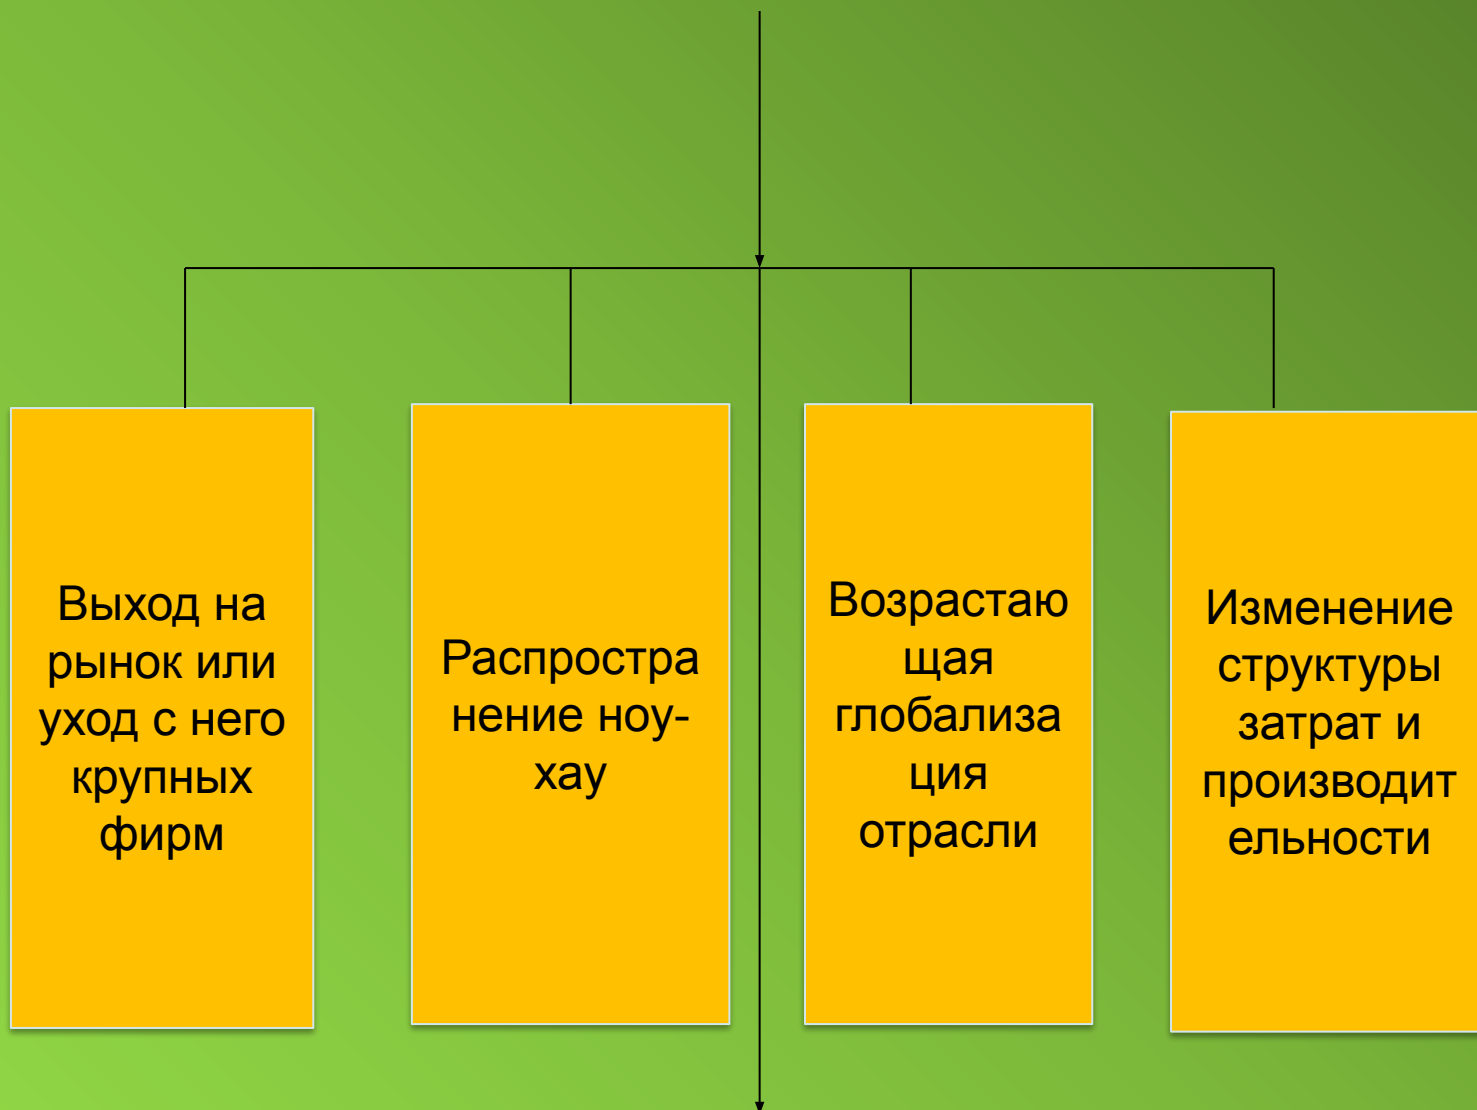 Выход на
рынок или
уход с него
крупных
фирм
Распростра
нение ноу-
хау
Возрастаю
щая
глобализа
ция
отрасли
Изменение
структуры
затрат и
производит
ельности